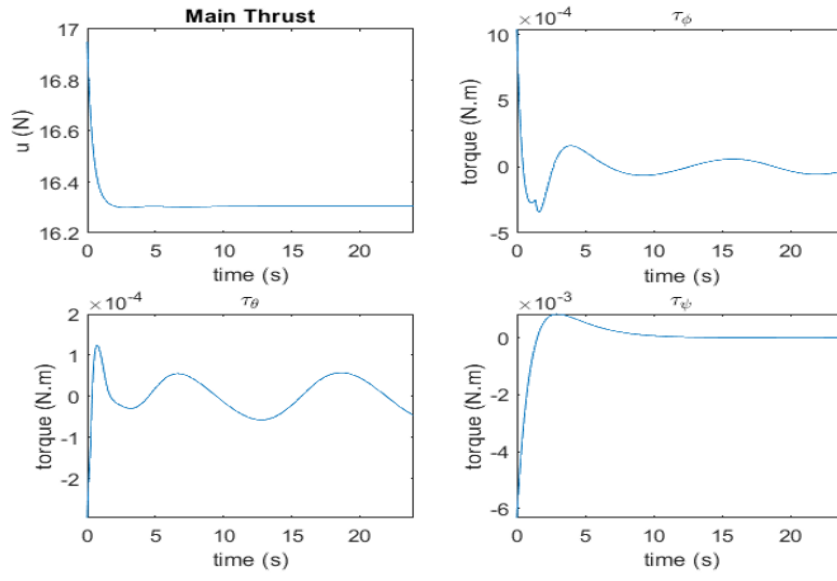 Main Thrust
17
16.8
16.6
16.4
16.2
u (N)
0 5 10 15 20
time (s)
τϕ
×10⁻⁴
10
5
0
-5
torque (N.m)
0 5 10 15 20
time (s)
τθ
×10⁻⁴
2
1
0
-1
-2
torque (N.m)
0 5 10 15 20
time (s)
τψ
×10⁻³
0
-2
-4
-6
torque (N.m)
0 5 10 15 20
time (s)